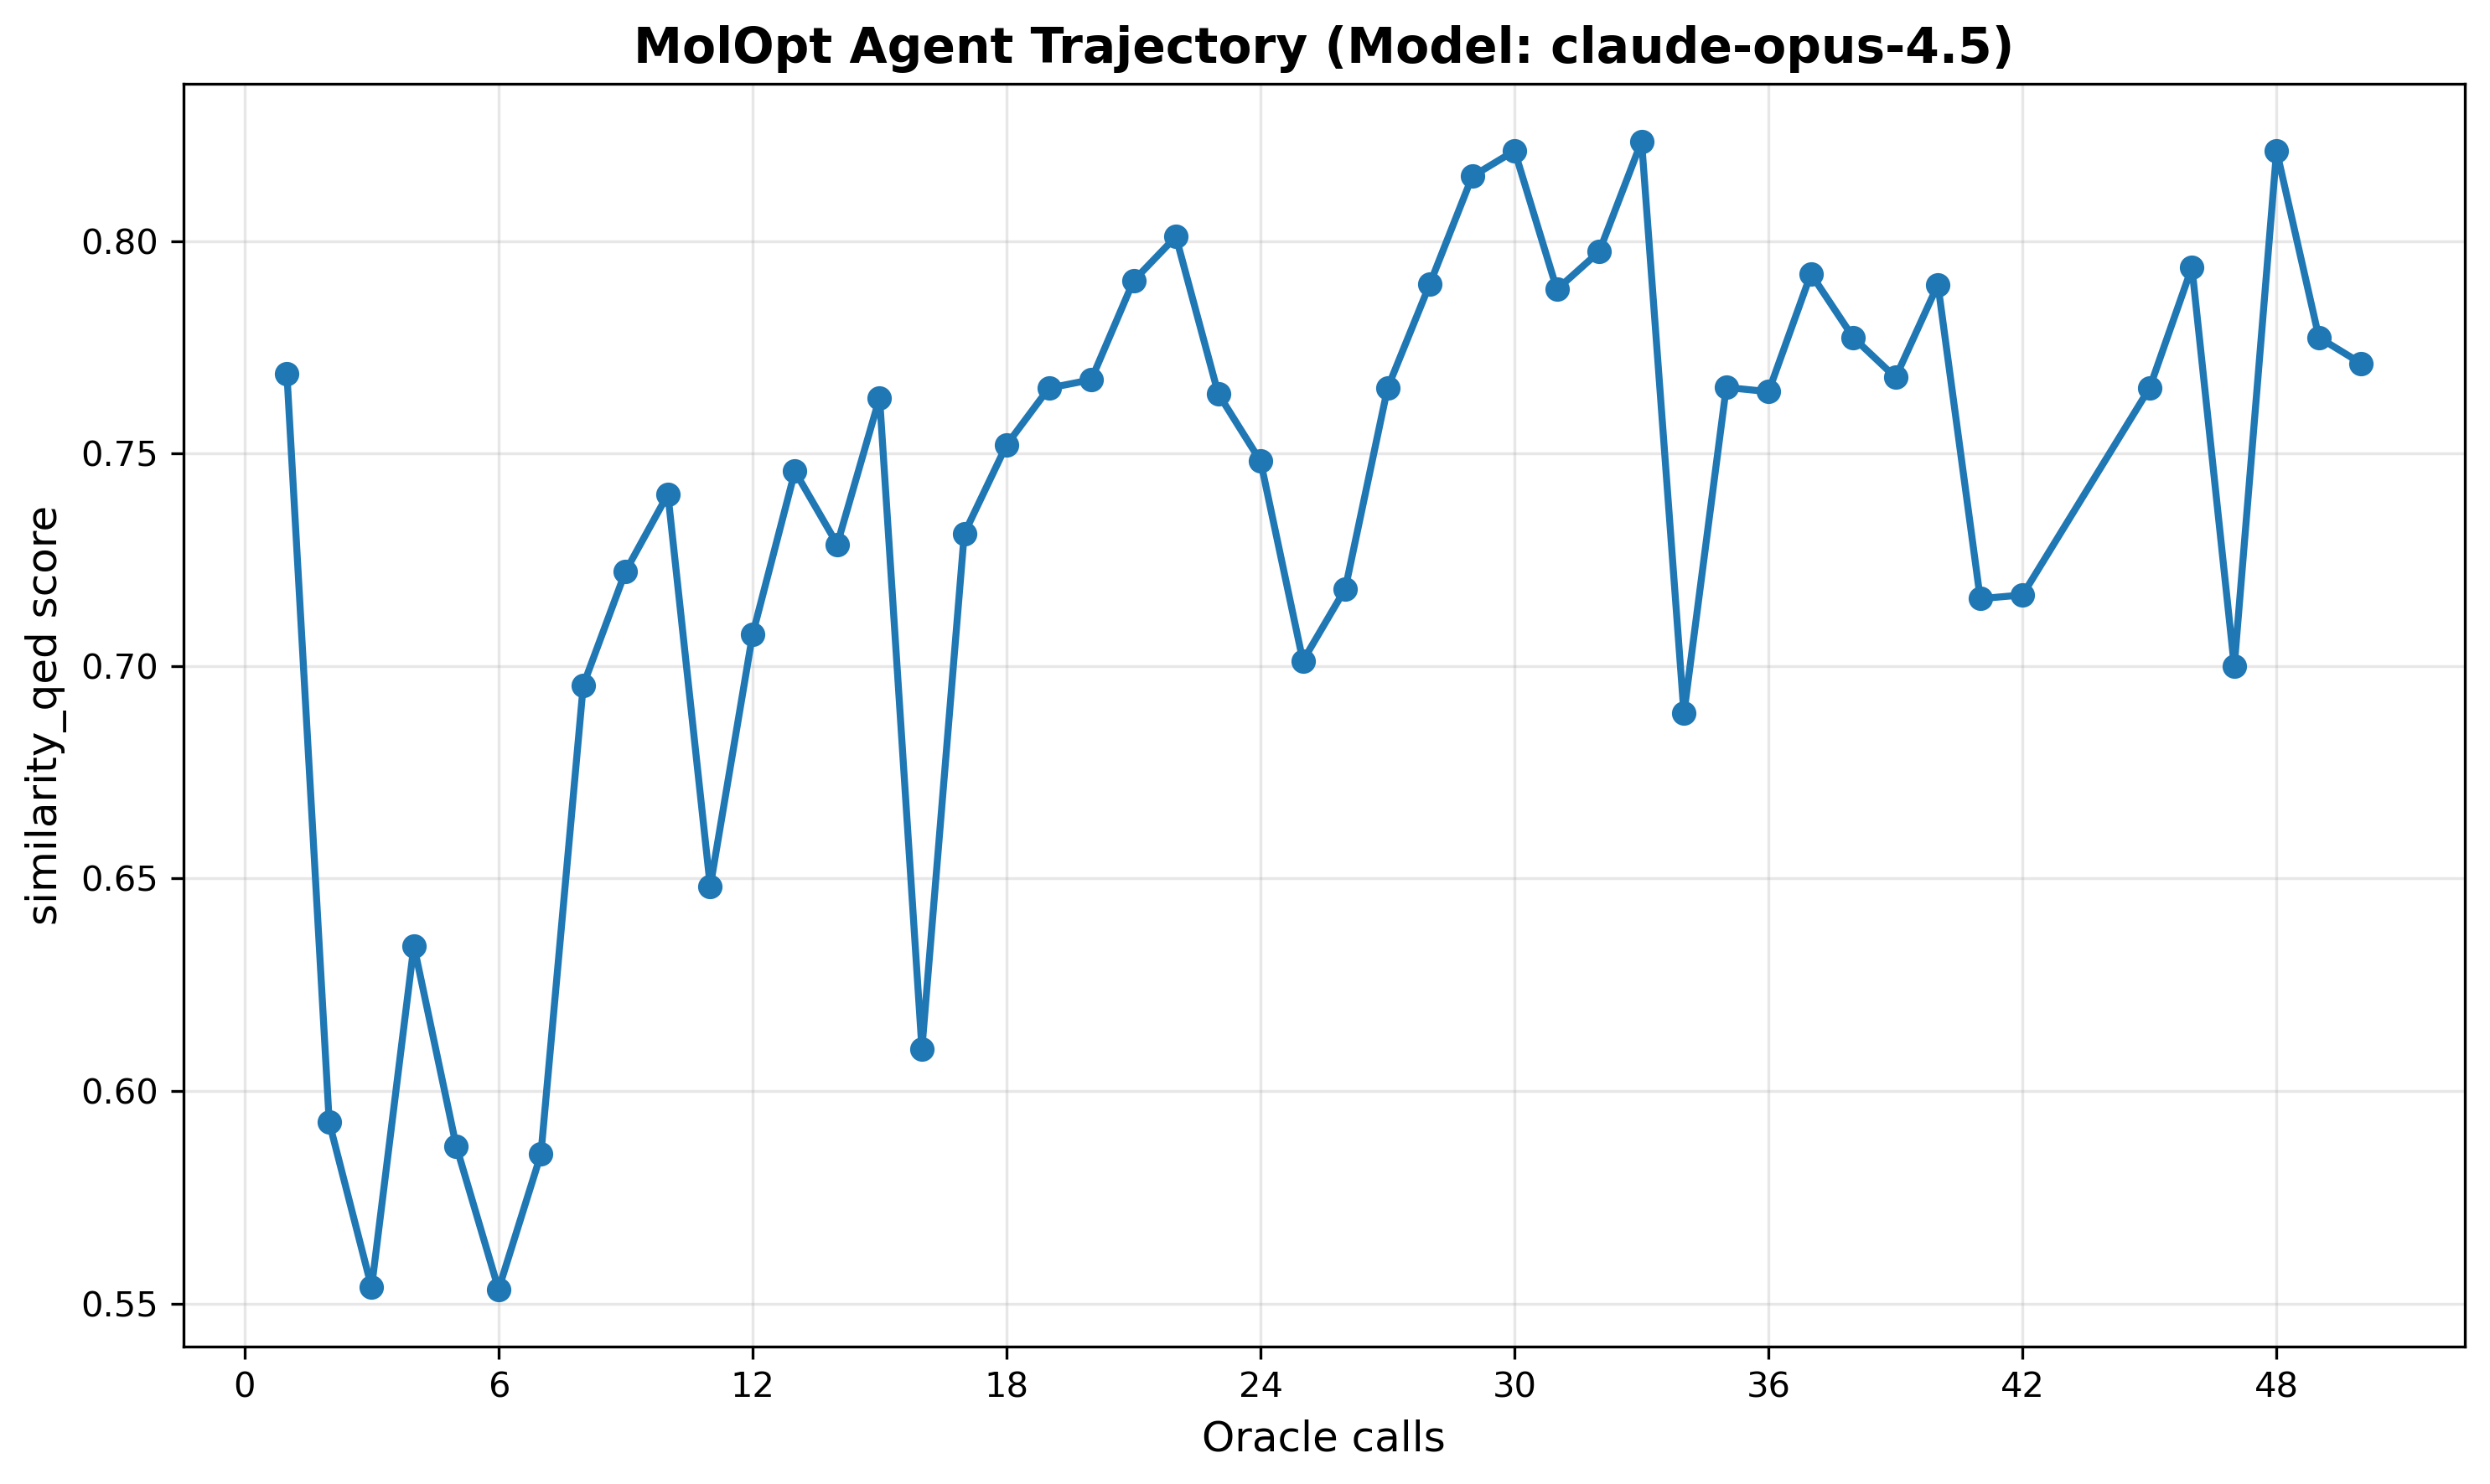 MolOpt Agent Trajectory (Model: claude-opus-4.5)
similarity_qed score
0.80
0.75
0.70
0.65
0.60
0.55
0 6 12 18 24 30 36 42 48
Oracle calls